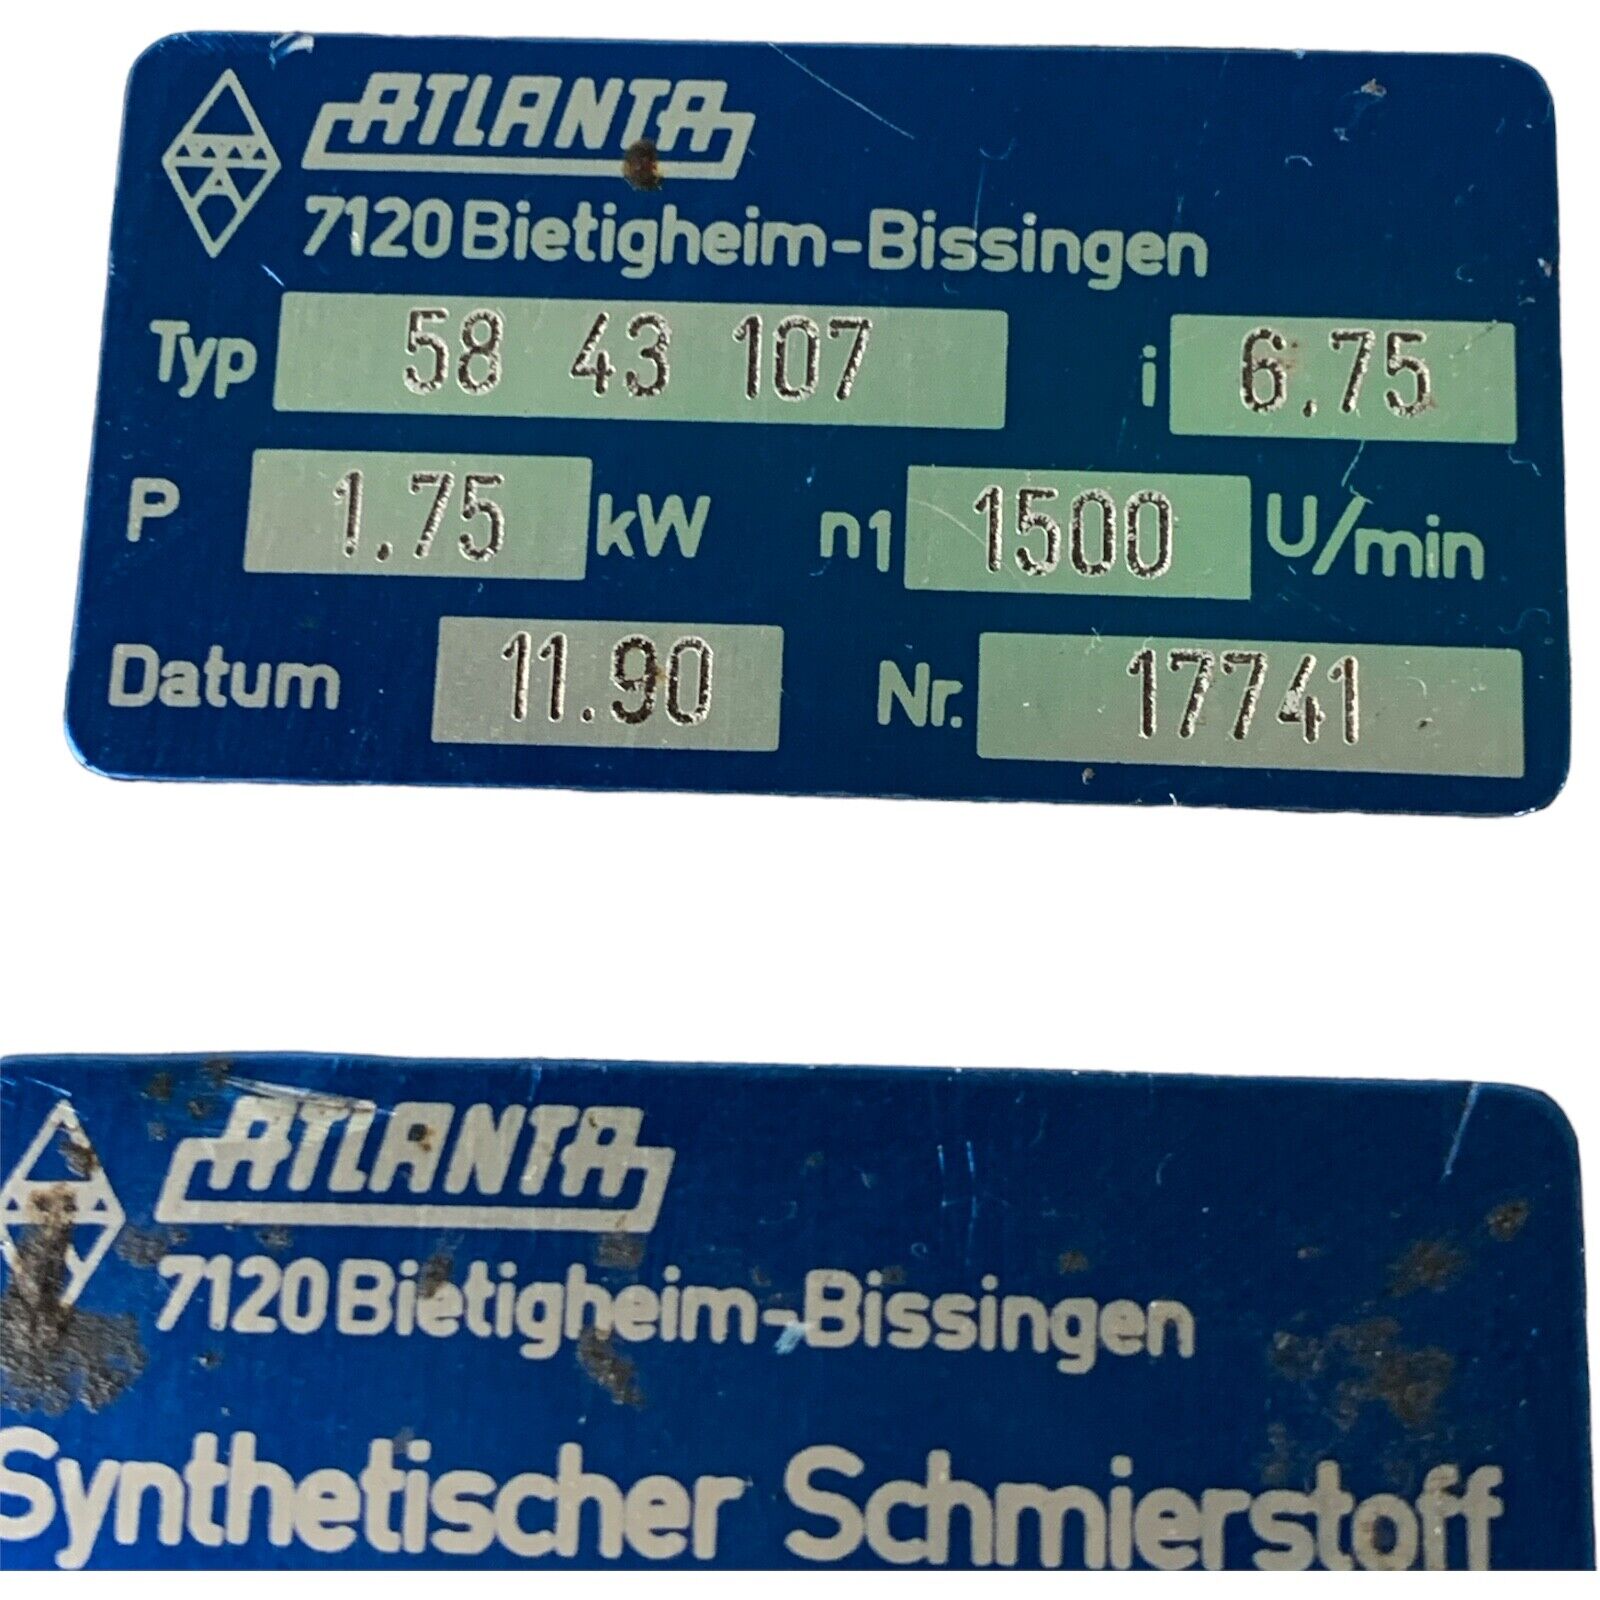 ATLANTA
7120 Bietigheim-Bissingen
Typ 58 43 107 i 6.75
P 1.75 kW n1 1500 U/min
Datum 11.90 Nr. 17741
ATLANTA
7120 Bietigheim-Bissingen
Synthetischer Schmierstoff